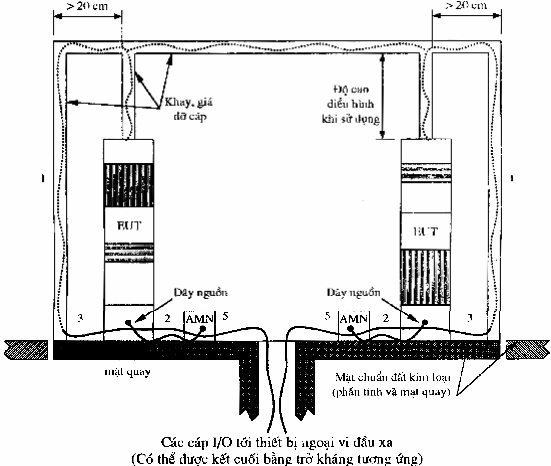 > 20 cm
> 20 cm
Khay, giá
đỡ cáp
Độ cao
điều hình
khi sử dụng
1
1
EUT
EUT
Dây nguồn
Dây nguồn
3
2
AMN
5
5
AMN
2
3
mặt quay
Mặt chuẩn đất kim loại
(phần tĩnh và mặt quay)
Các cáp I/O tới thiết bị ngoại vi đầu xa
(Có thể được kết cuối bằng trở kháng tương ứng)